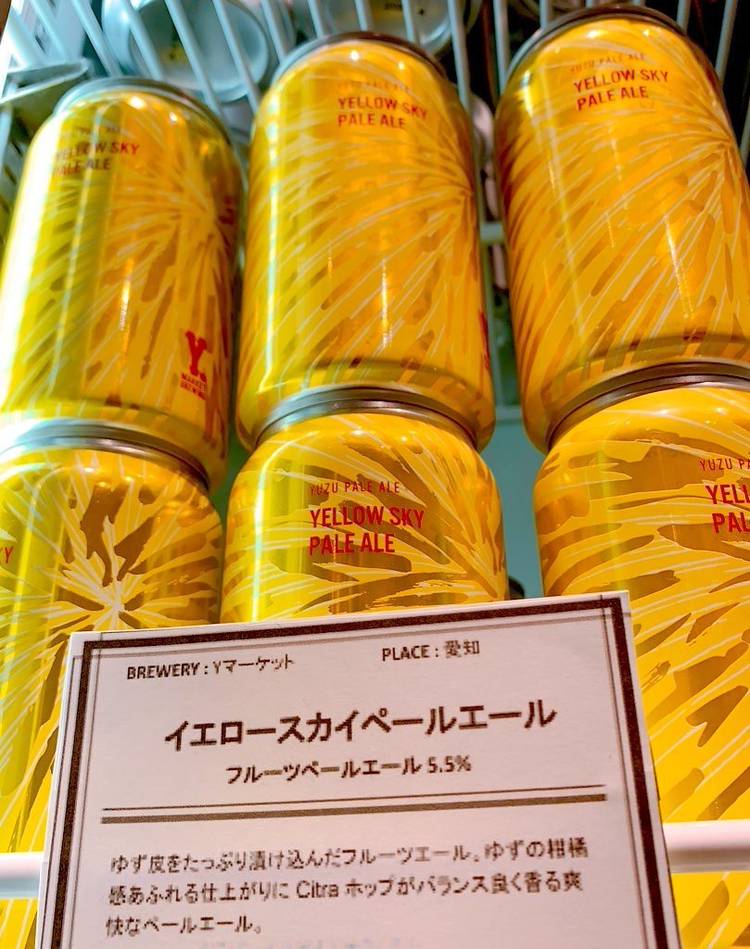 YELLOW SKY
PALE ALE
YUZU PALE ALE
YELLOW SKY
PALE ALE
YUZU PALE ALE
YELLOW SKY
PALE ALE
Y
MARKET
BREWING
YUZU PALE ALE
YELLOW SKY
PALE ALE
YUZU PALE
YELL
PAL
BREWERY : Yマーケット
PLACE : 愛知
イエロースカイペールエール
フルーツペールエール 5.5%
ゆず皮をたっぷり漬け込んだフルーツエール。ゆずの柑橘
感あふれる仕上がりに Citra ホップがバランス良く香る爽
快なペールエール。